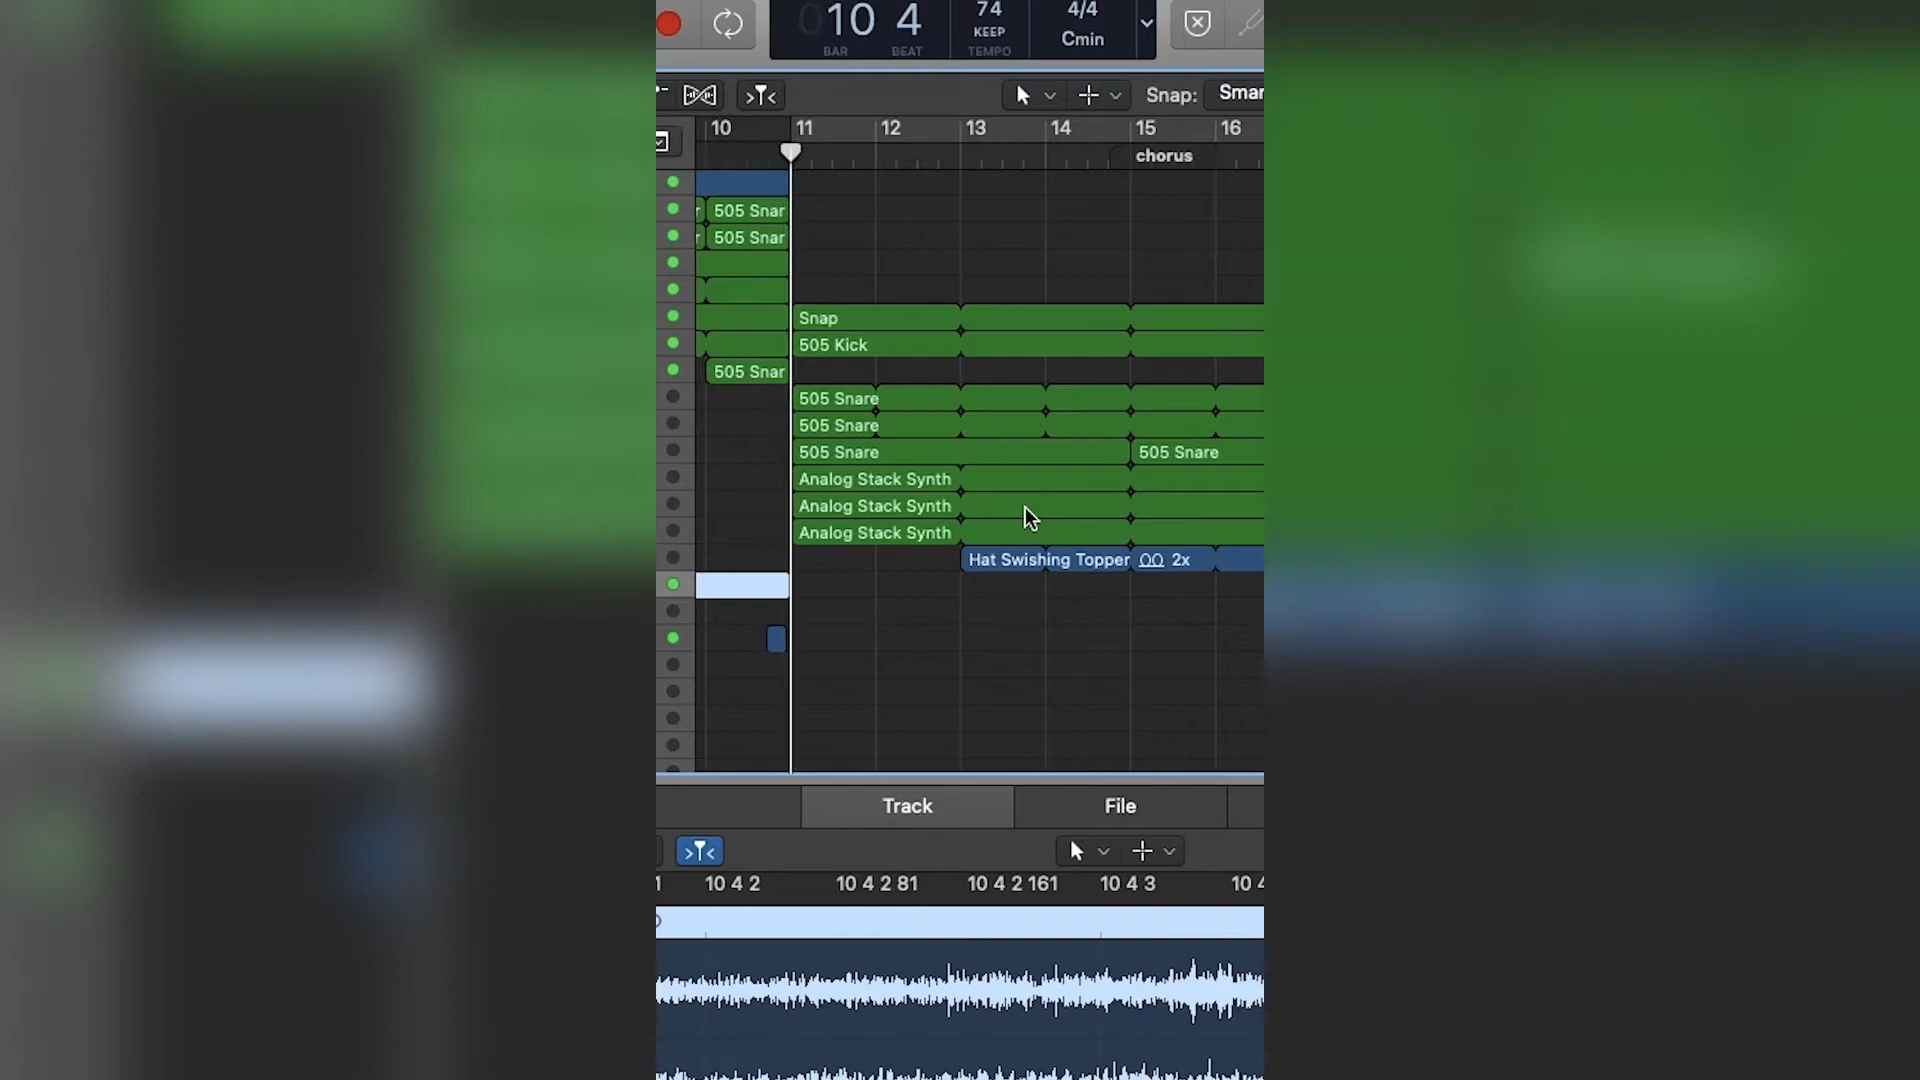 010 4 74 4/4
KEEP Cmin
BAR BEAT TEMPO
Snap:
10 11 12 13 14 15 16
chorus
505 Snar
505 Snar
Snap
505 Kick
505 Snar
505 Snare
505 Snare
505 Snare 505 Snare
Analog Stack Synth
Analog Stack Synth
Analog Stack Synth
Hat Swishing Topper 2x
Track File
10 4 2 10 4 2 81 10 4 2 161 10 4 3 10 4